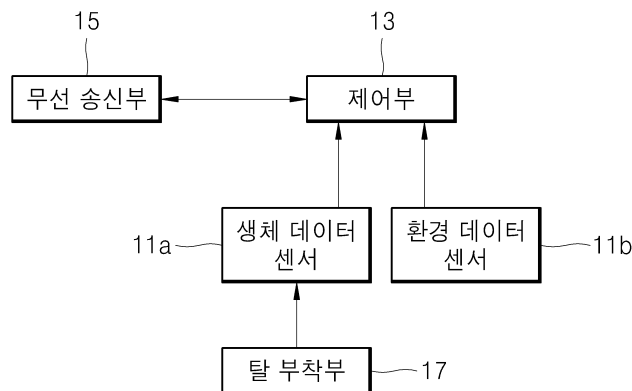 15
13
무선 송신부
제어부
11a
생체 데이터
센서
환경 데이터
센서
11b
탈 부착부
17